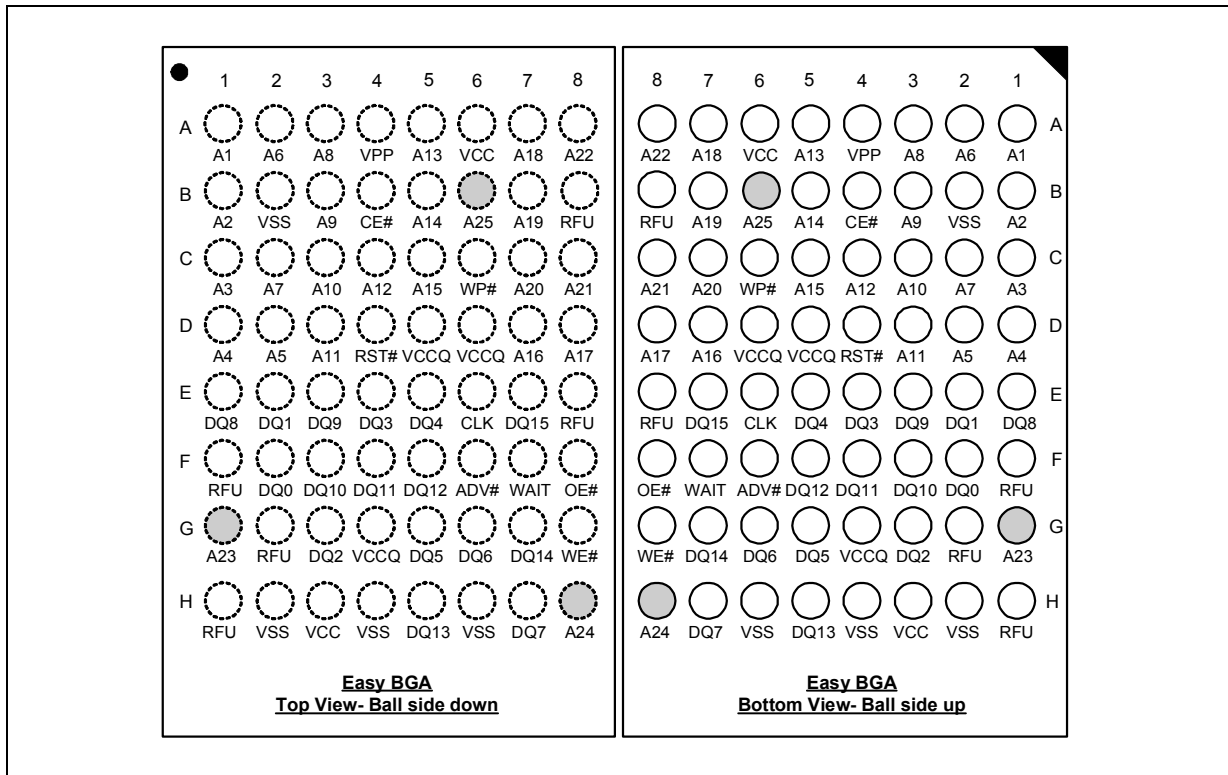 1 2 3 4 5 6 7 8
A
A1 A6 A8 VPP A13 VCC A18 A22
B
A2 VSS A9 CE# A14 A25 A19 RFU
C
A3 A7 A10 A12 A15 WP# A20 A21
D
A4 A5 A11 RST# VCCQ VCCQ A16 A17
E
DQ8 DQ1 DQ9 DQ3 DQ4 CLK DQ15 RFU
F
RFU DQ0 DQ10 DQ11 DQ12 ADV# WAIT OE#
G
A23 RFU DQ2 VCCQ DQ5 DQ6 DQ14 WE#
H
RFU VSS VCC VSS DQ13 VSS DQ7 A24
Easy BGA
Top View- Ball side down
8 7 6 5 4 3 2 1
A
A22 A18 VCC A13 VPP A8 A6 A1
B
RFU A19 A25 A14 CE# A9 VSS A2
C
A21 A20 WP# A15 A12 A10 A7 A3
D
A17 A16 VCCQ VCCQ RST# A11 A5 A4
E
RFU DQ15 CLK DQ4 DQ3 DQ9 DQ1 DQ8
F
OE# WAIT ADV# DQ12 DQ11 DQ10 DQ0 RFU
G
WE# DQ14 DQ6 DQ5 VCCQ DQ2 RFU A23
H
A24 DQ7 VSS DQ13 VSS VCC VSS RFU
Easy BGA
Bottom View- Ball side up